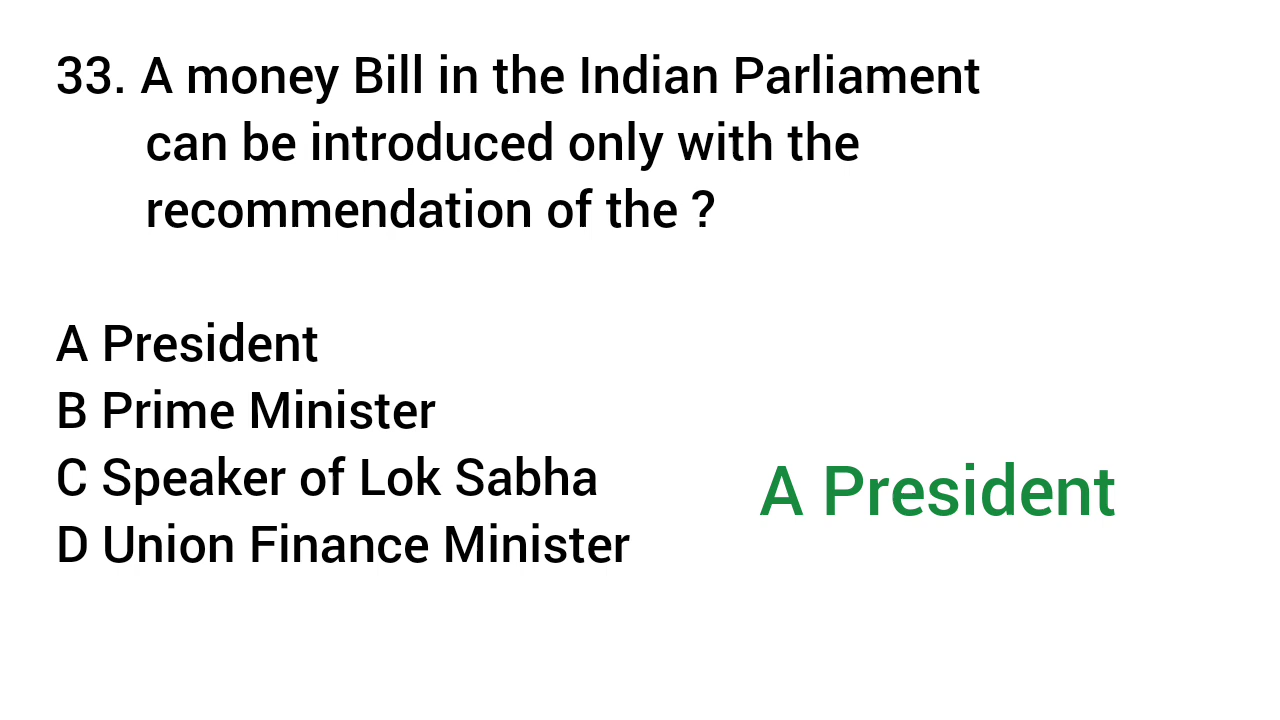 33. A money Bill in the Indian Parliament
can be introduced only with the
recommendation of the ?
A President
B Prime Minister
C Speaker of Lok Sabha
D Union Finance Minister
A President